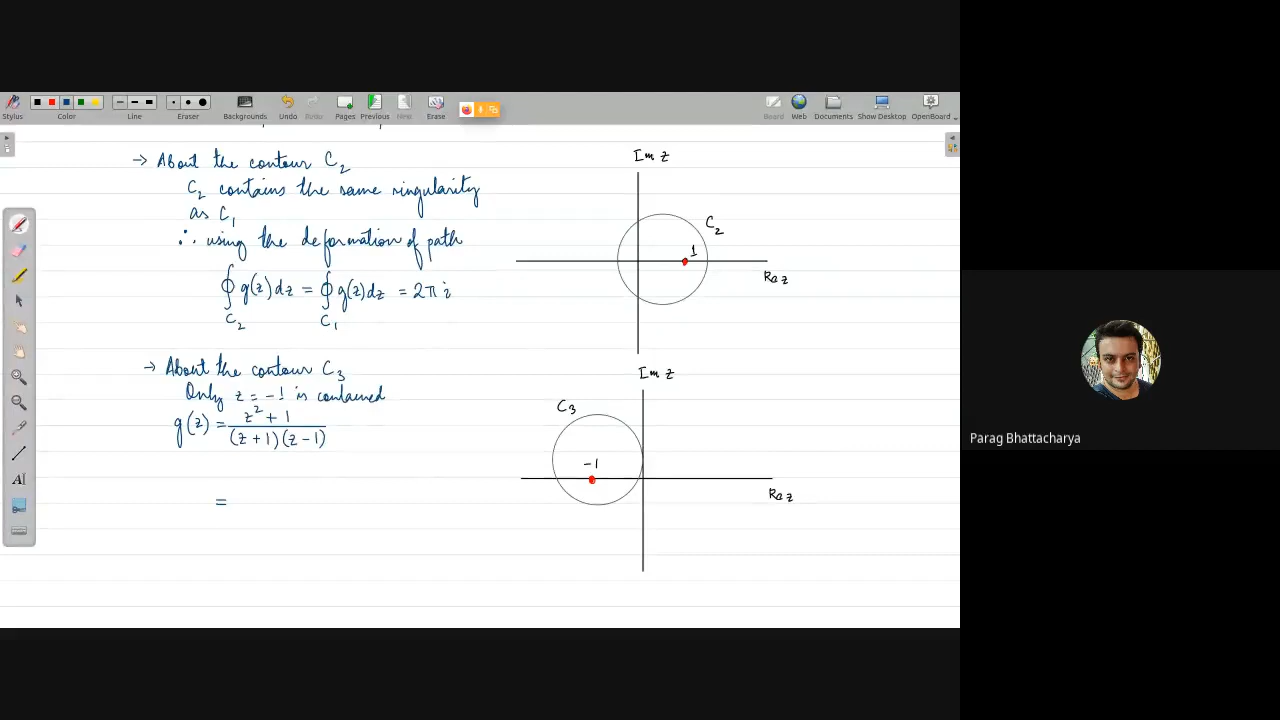 Stylus
Color
Line
Eraser
Backgrounds
Undo
Redo
Pages
Previous
Next
Erase
Board
Web
Documents
Show Desktop
OpenBoard
→ About the contour C₂
C₂ contains the same singularity
as C₁
∴ using the deformation of path
∮ g(z) dz = ∮ g(z) dz = 2π i
C₂ C₁
Im z
C₂
1
Re z
→ About the contour C₃
Only z = -1 is contained
g(z) = z² + 1
(z + 1)(z - 1)
=
Im z
C₃
-1
Re z
Parag Bhattacharya